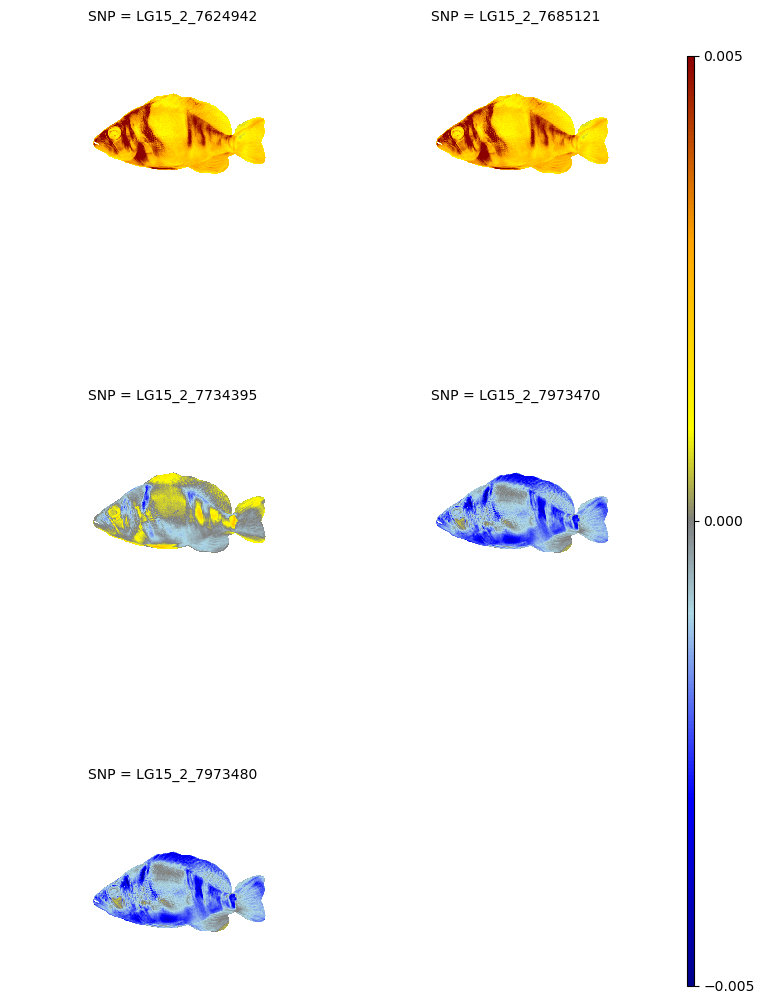 SNP = LG15_2_7624942
SNP = LG15_2_7685121
0.005
SNP = LG15_2_7734395
SNP = LG15_2_7973470
0.000
SNP = LG15_2_7973480
−0.005